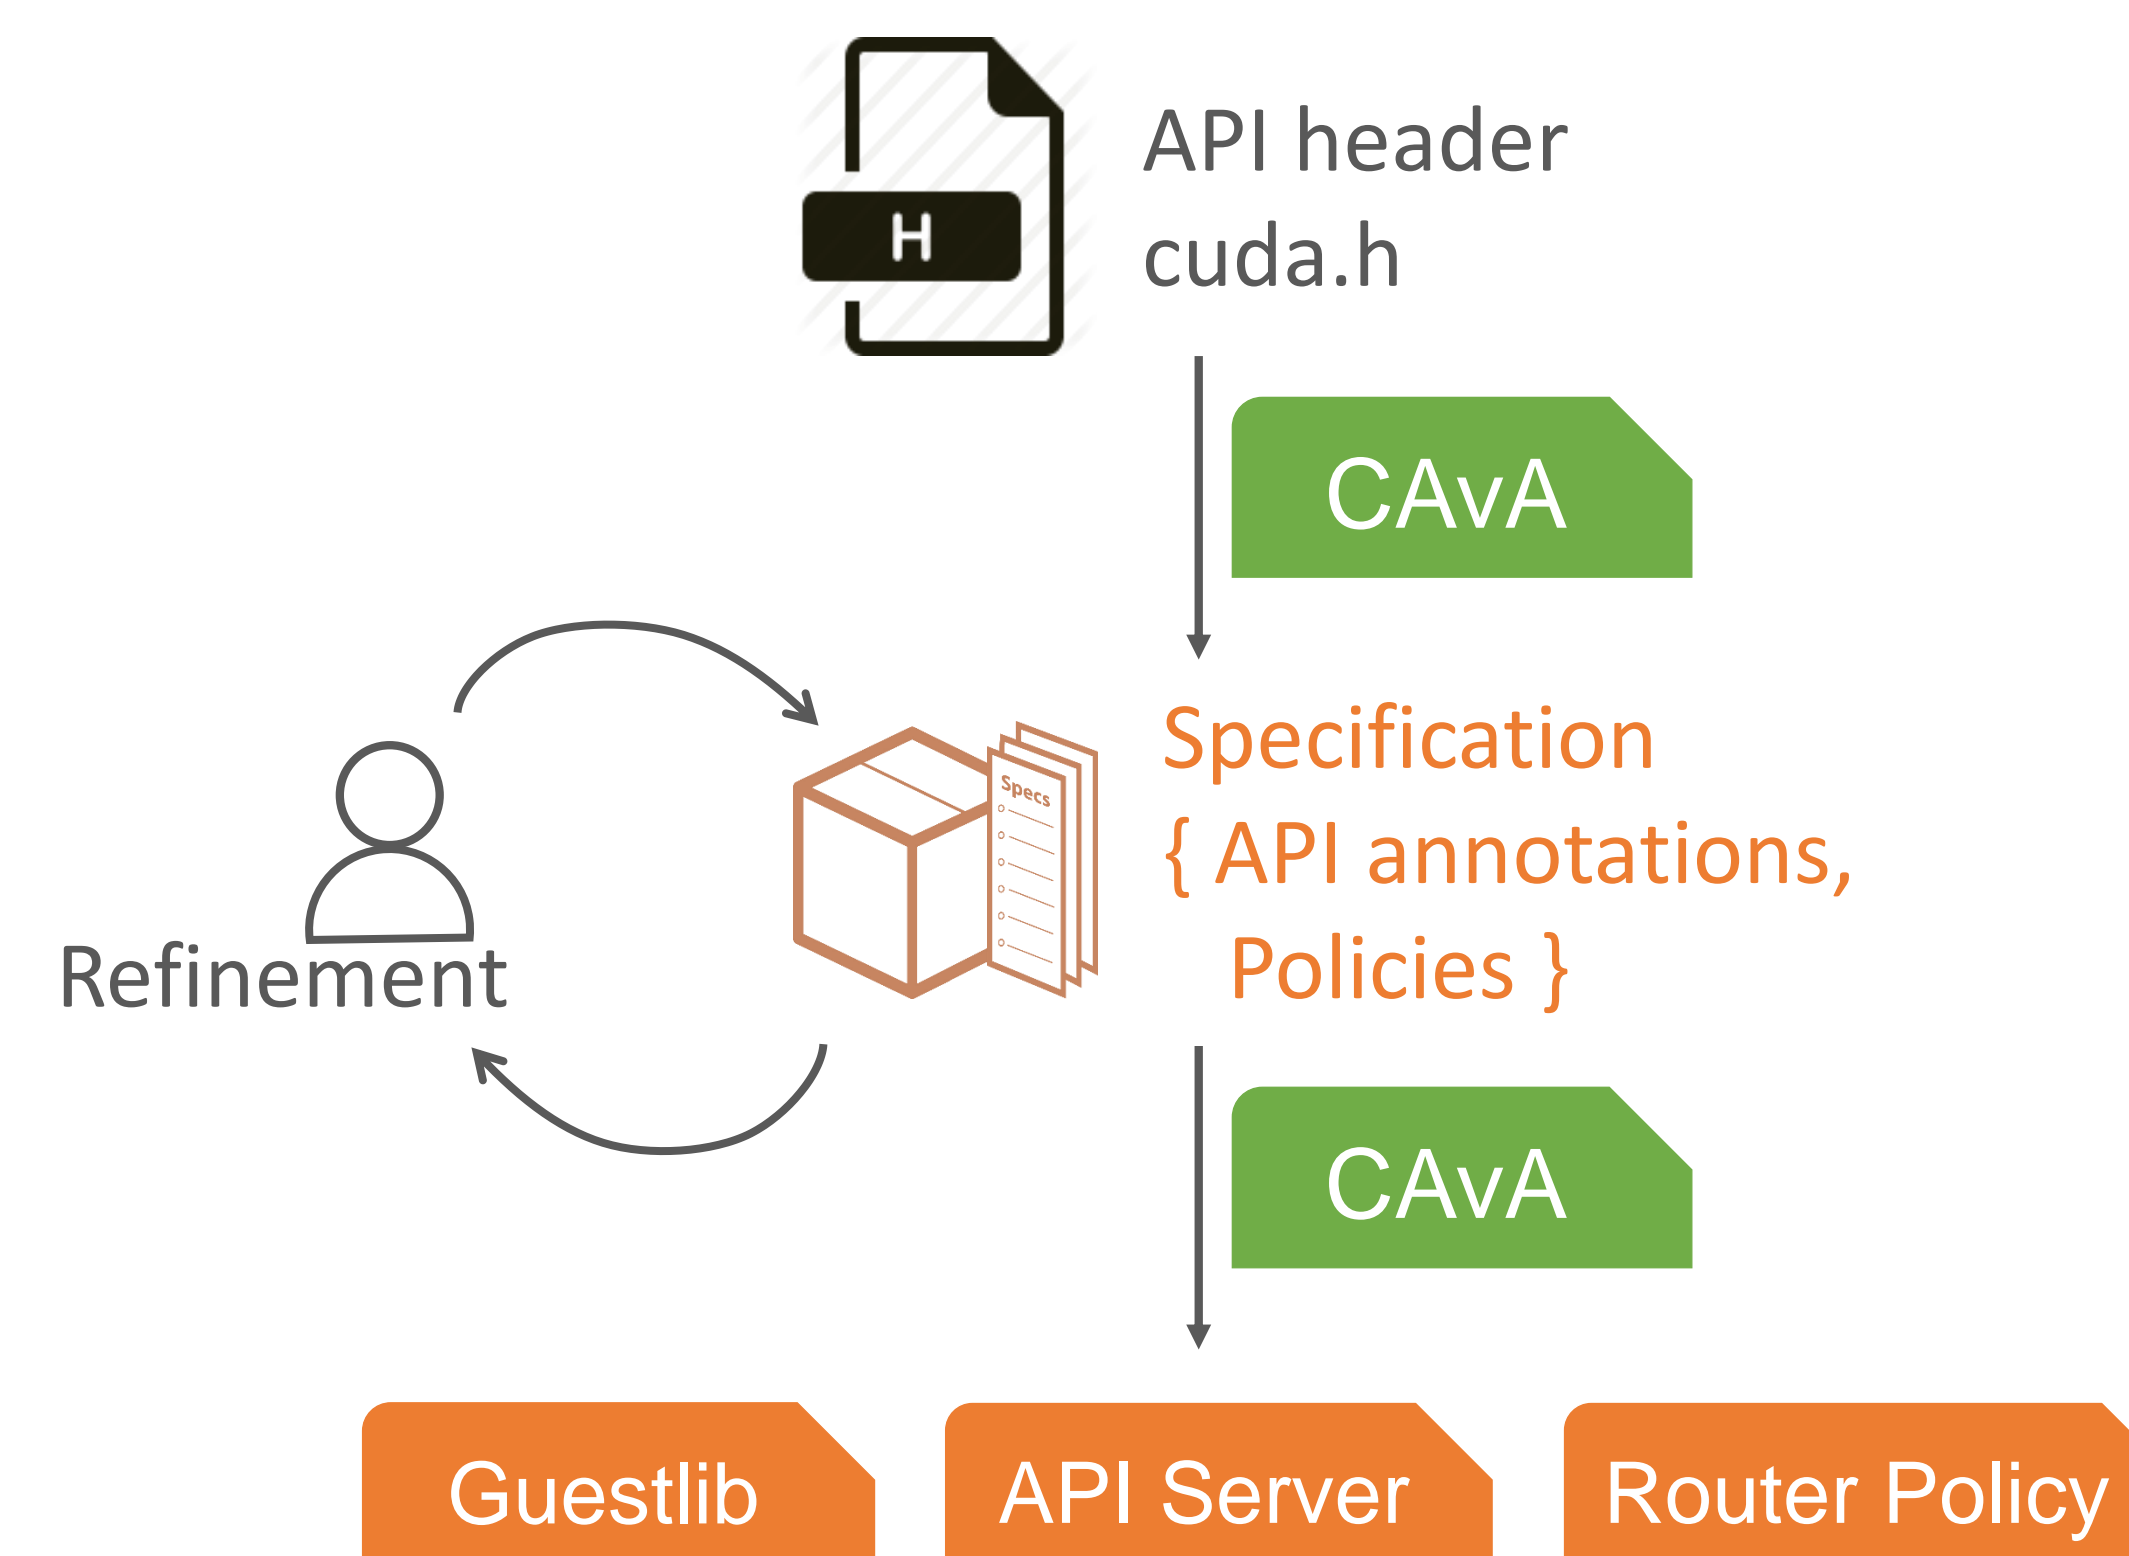 H
API header
cuda.h
CAvA
Specification
{ API annotations,
Policies }
Specs
Refinement
CAvA
Guestlib
API Server
Router Policy